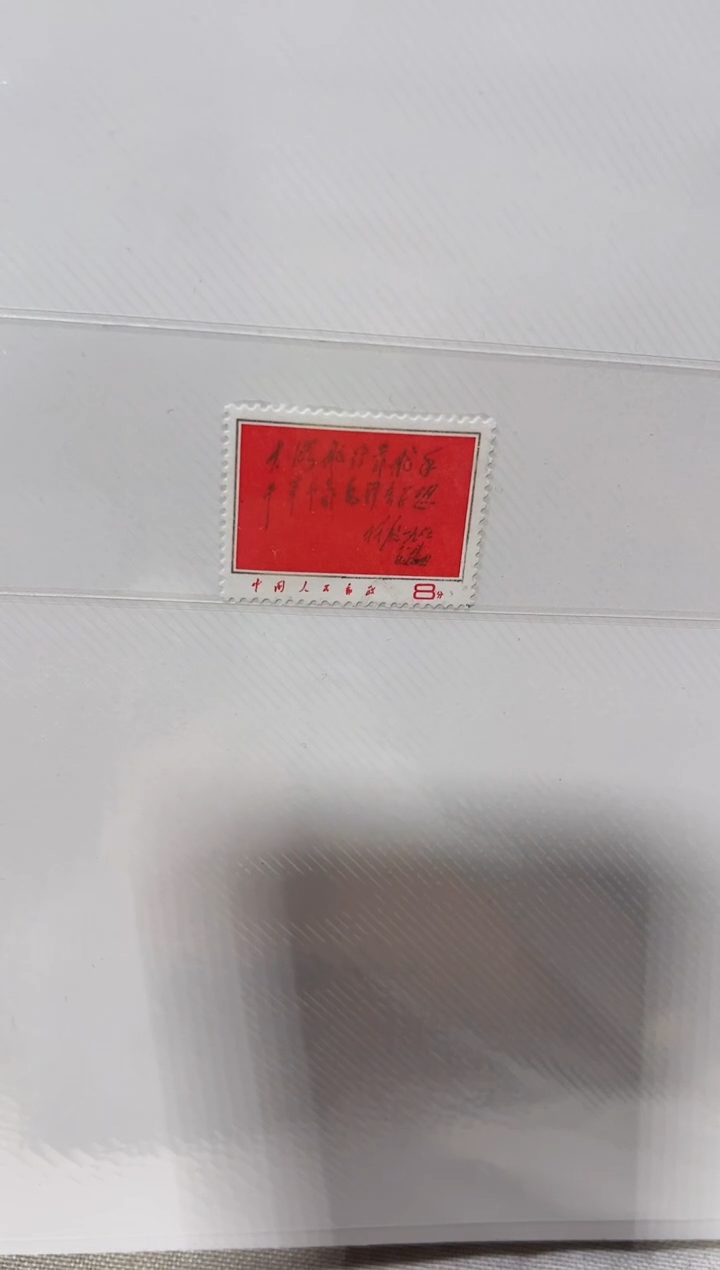 大海航行靠舵手
干革命靠毛泽东思想
林彪
中国人民邮政 8分